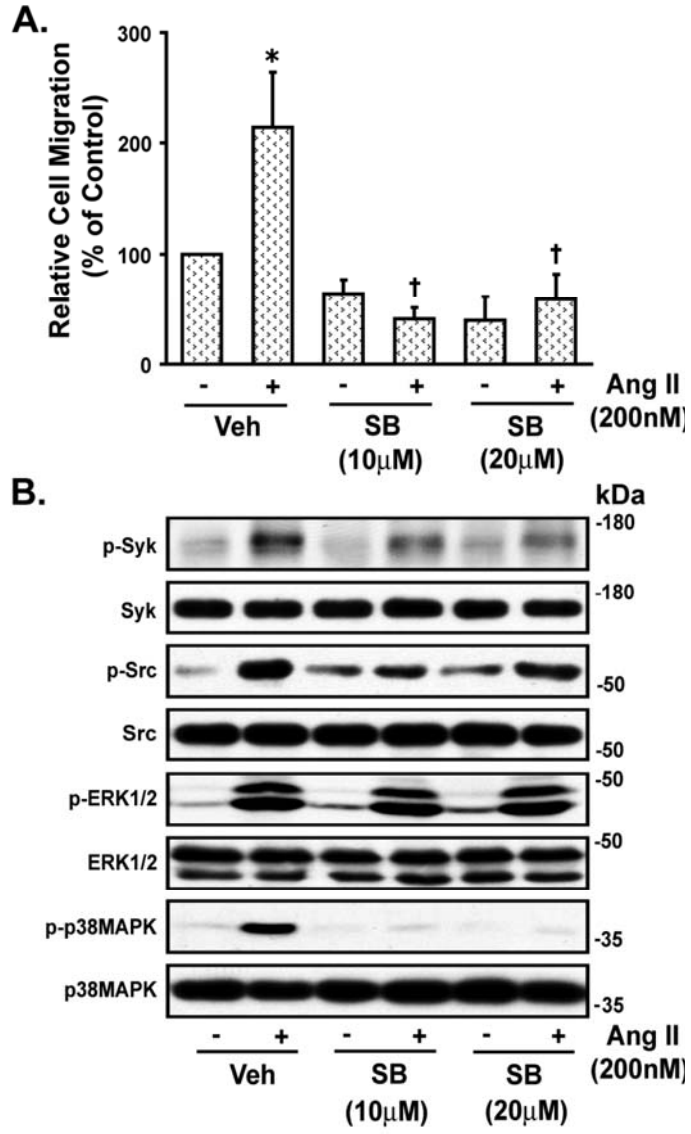 A.
Relative Cell Migration
(% of Control)
300
200
100
0
*
†
†
- + - + - + Ang II
Veh SB SB (200nM)
(10μM) (20μM)
B.
kDa
p-Syk -180
Syk -180
p-Src -50
Src -50
p-ERK1/2 -50
ERK1/2 -50
p-p38MAPK -35
p38MAPK -35
- + - + - + Ang II
Veh SB SB (200nM)
(10μM) (20μM)